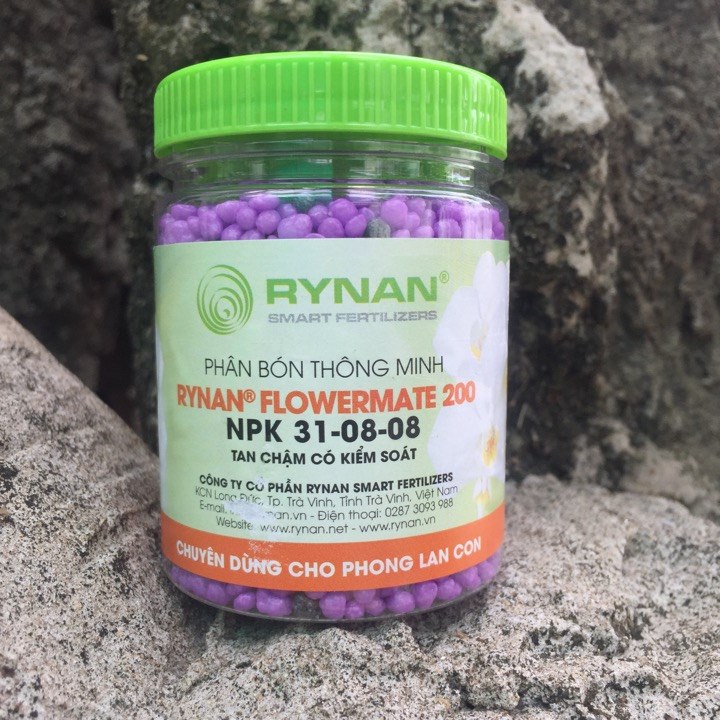 RYNAN®
SMART FERTILIZERS
PHÂN BÓN THÔNG MINH
RYNAN® FLOWERMATE 200
NPK 31-08-08
TAN CHẬM CÓ KIỂM SOÁT
CÔNG TY CỔ PHẦN RYNAN SMART FERTILIZERS
KCN Long Đức, Tp. Trà Vinh, Tỉnh Trà Vinh, Việt Nam
E-mail: - Điện thoại: 0287 3093 988
Website: www.rynan.net - www.rynan.vn
CHUYÊN DÙNG CHO PHONG LAN CON